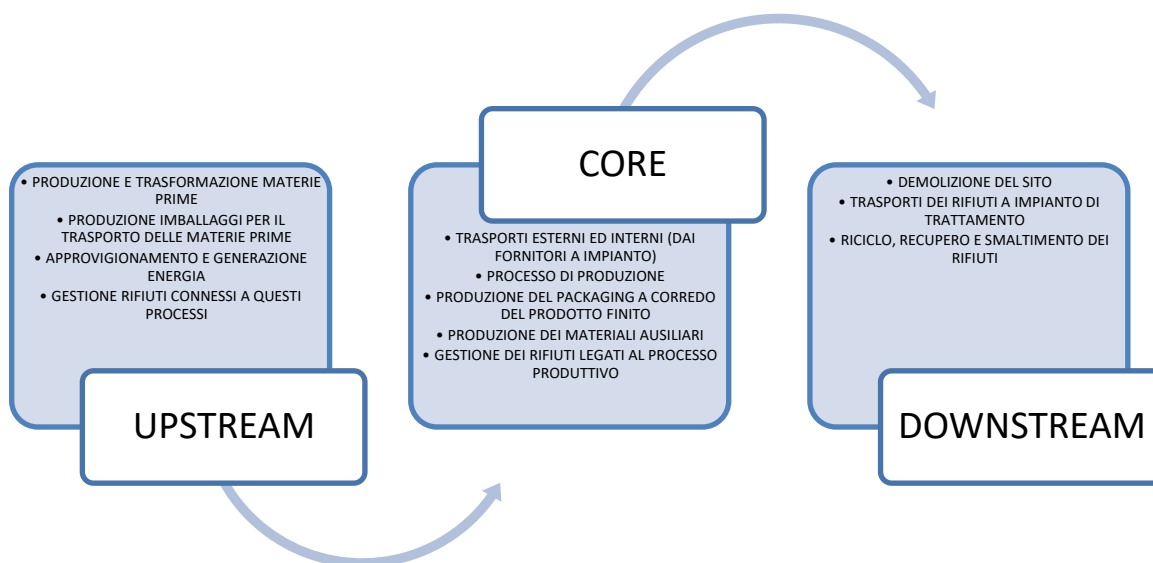 • PRODUZIONE E TRASFORMAZIONE MATERIE
PRIME
• PRODUZIONE IMBALLAGGI PER IL
TRASPORTO DELLE MATERIE PRIME
• APPROVIGIONAMENTO E GENERAZIONE
ENERGIA
• GESTIONE RIFIUTI CONNESSI A QUESTI
PROCESSI
UPSTREAM
CORE
• TRASPORTI ESTERNI ED INTERNI (DAI
FORNITORI A IMPIANTO)
• PROCESSO DI PRODUZIONE
• PRODUZIONE DEL PACKAGING A CORREDO
DEL PRODOTTO FINITO
• PRODUZIONE DEI MATERIALI AUSILIARI
• GESTIONE DEI RIFIUTI LEGATI AL PROCESSO
PRODUTTIVO
• DEMOLIZIONE DEL SITO
• TRASPORTI DEI RIFIUTI A IMPIANTO DI
TRATTAMENTO
• RICICLO, RECUPERO E SMALTIMENTO DEI
RIFIUTI
DOWNSTREAM